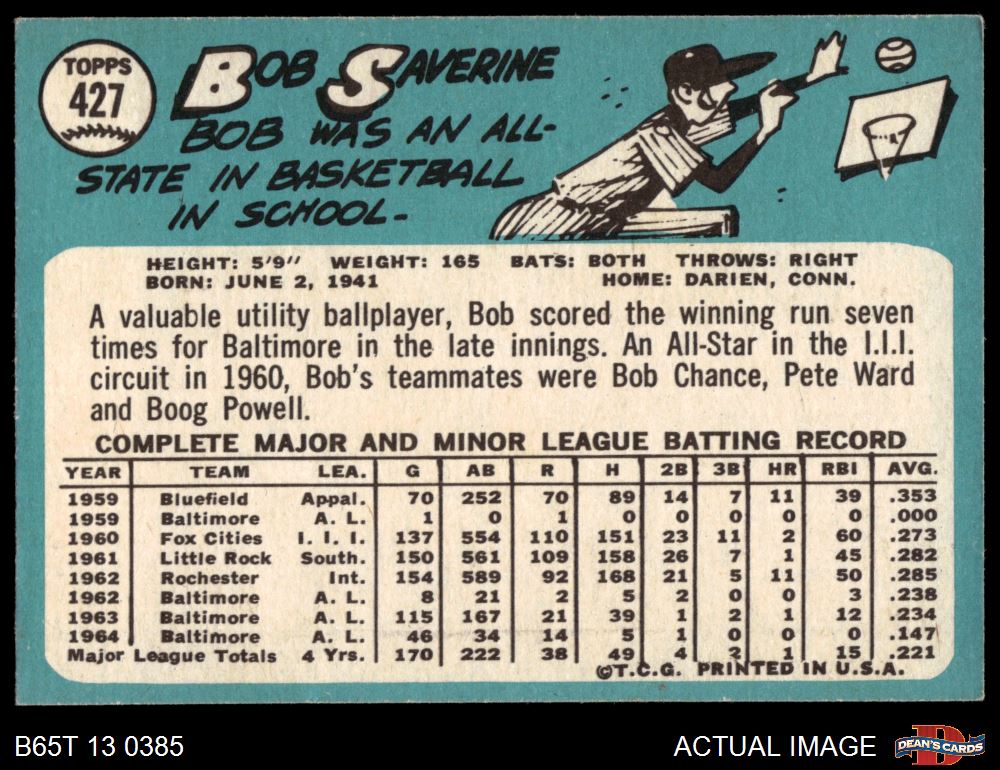 TOPPS
427
BOB SAVERINE
BOB WAS AN ALL-
STATE IN BASKETBALL
IN SCHOOL-
HEIGHT: 5'9" WEIGHT: 165 BATS: BOTH THROWS: RIGHT
BORN: JUNE 2, 1941 HOME: DARIEN, CONN.
A valuable utility ballplayer, Bob scored the winning run seven
times for Baltimore in the late innings. An All-Star in the I.I.I.
circuit in 1960, Bob's teammates were Bob Chance, Pete Ward
and Boog Powell.
COMPLETE MAJOR AND MINOR LEAGUE BATTING RECORD
YEAR TEAM LEA. G AB R H 2B 3B HR RBI AVG.
1959 Bluefield Appal. 70 252 70 89 14 7 11 39 .353
1959 Baltimore A. L. 1 0 1 0 0 0 0 0 .000
1960 Fox Cities I. I. I. 137 554 110 151 23 11 2 60 .273
1961 Little Rock South. 150 561 109 158 26 7 1 45 .282
1962 Rochester Int. 154 589 92 168 21 5 11 50 .285
1962 Baltimore A. L. 8 21 2 5 2 0 0 3 .238
1963 Baltimore A. L. 115 167 21 39 1 2 1 12 .234
1964 Baltimore A. L. 46 34 14 5 1 0 0 0 .147
Major League Totals 4 Yrs. 170 222 38 49 4 2 1 15 .221
©T.C.G. PRINTED IN U.S.A.
B65T 13 0385
ACTUAL IMAGE
DEAN'S CARDS